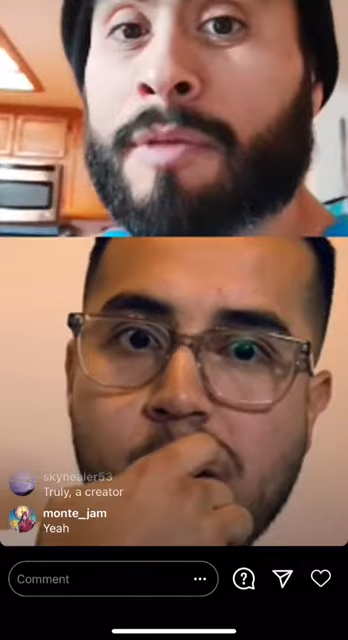 skyhealer53
Truly, a creator
monte_jam
Yeah
Comment